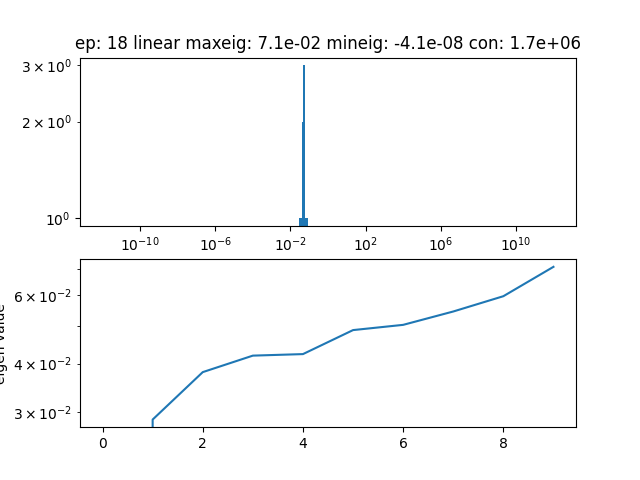 ep: 18 linear maxeig: 7.1e-02 mineig: -4.1e-08 con: 1.7e+06
3 × 10⁰
2 × 10⁰
10⁰
10⁻¹⁰ 10⁻⁶ 10⁻² 10² 10⁶ 10¹⁰
6 × 10⁻²
4 × 10⁻²
3 × 10⁻²
eigen value
0 2 4 6 8